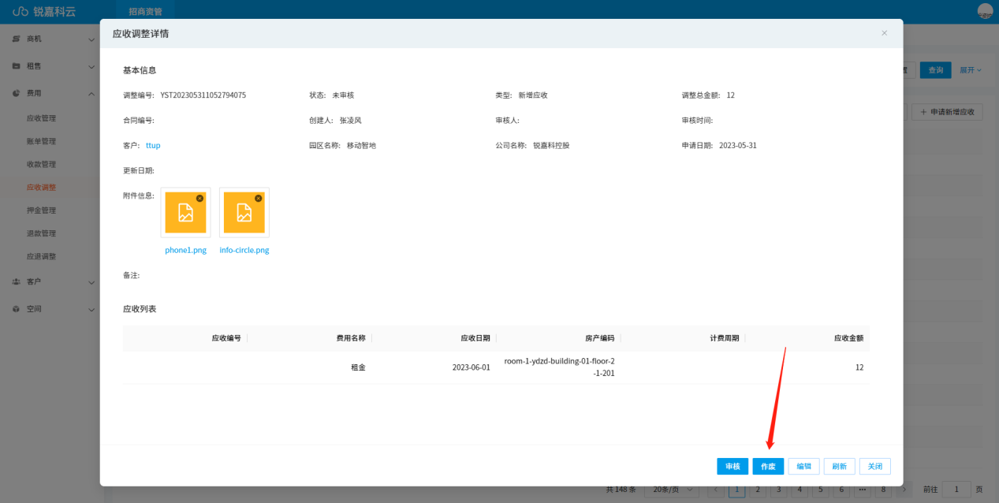 锐嘉科云 招商资管
商机
租售
费用
应收管理
账单管理
收款管理
应收调整
押金管理
退款管理
应退调整
客户
空间
置 查询 展开
+ 申请新增应收
应收调整详情
基本信息
调整编号: YST202305311052794075 状态: 未审核 类型: 新增应收 调整总金额: 12
合同编号: 创建人: 张凌风 审核人: 审核时间:
客户: ttup 园区名称: 移动智地 公司名称: 锐嘉科控股 申请日期: 2023-05-31
更新日期:
附件信息:
phone1.png info-circle.png
备注:
应收列表
应收编号 费用名称 应收日期 房产编码 计费周期 应收金额
租金 2023-06-01 room-1-ydzd-building-01-floor-2 12
-1-201
审核 作废 编辑 刷新 关闭
共 148 条 20条/页 1 2 3 4 5 6 ··· 8 前往 1 页